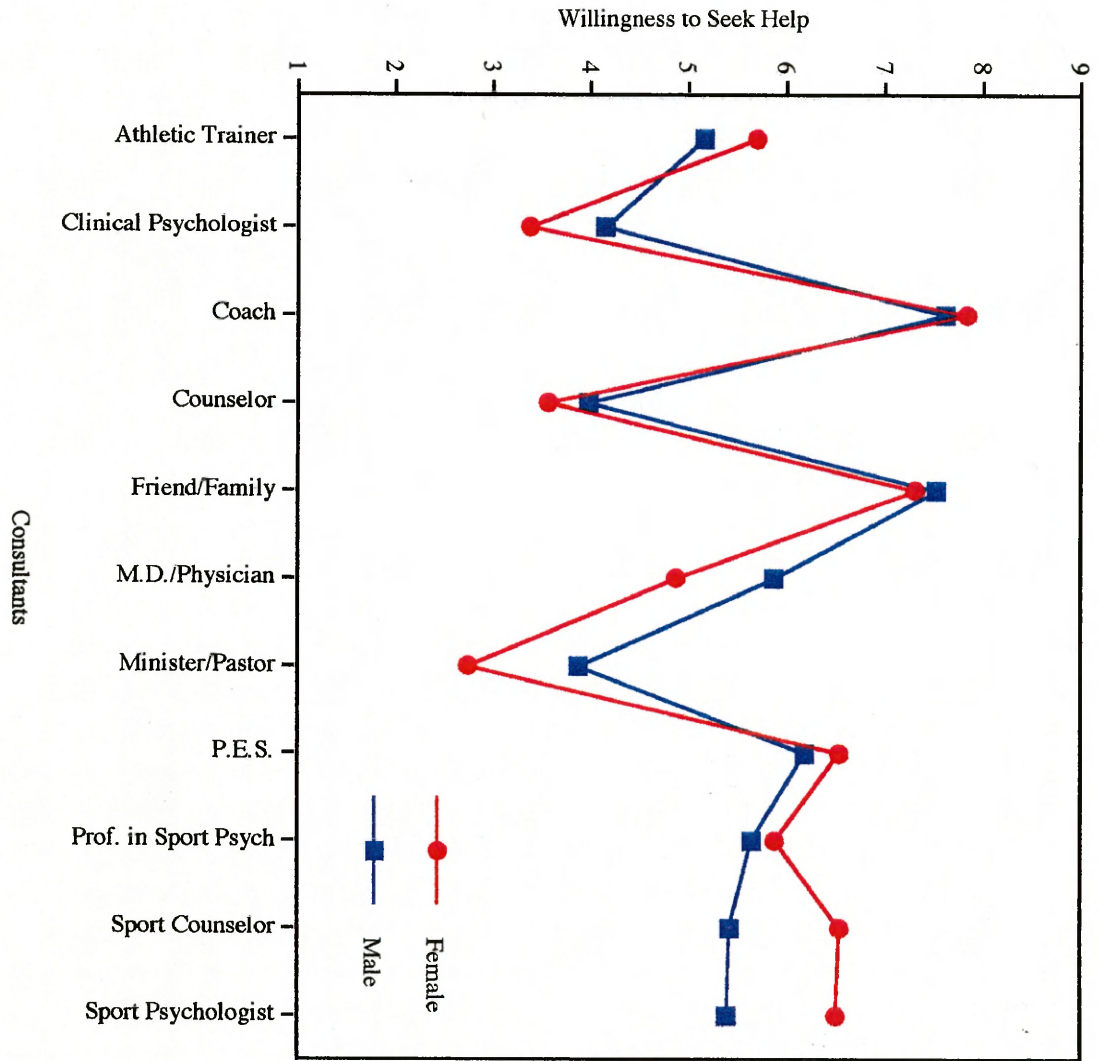 Willingness to Seek Help
1
2
3
4
5
6
7
8
9
Athletic Trainer
Clinical Psychologist
Coach
Counselor
Friend/Family
M.D./Physician
Minister/Pastor
P.E.S.
Prof. in Sport Psych
Sport Counselor
Sport Psychologist
Consultants
Female
Male